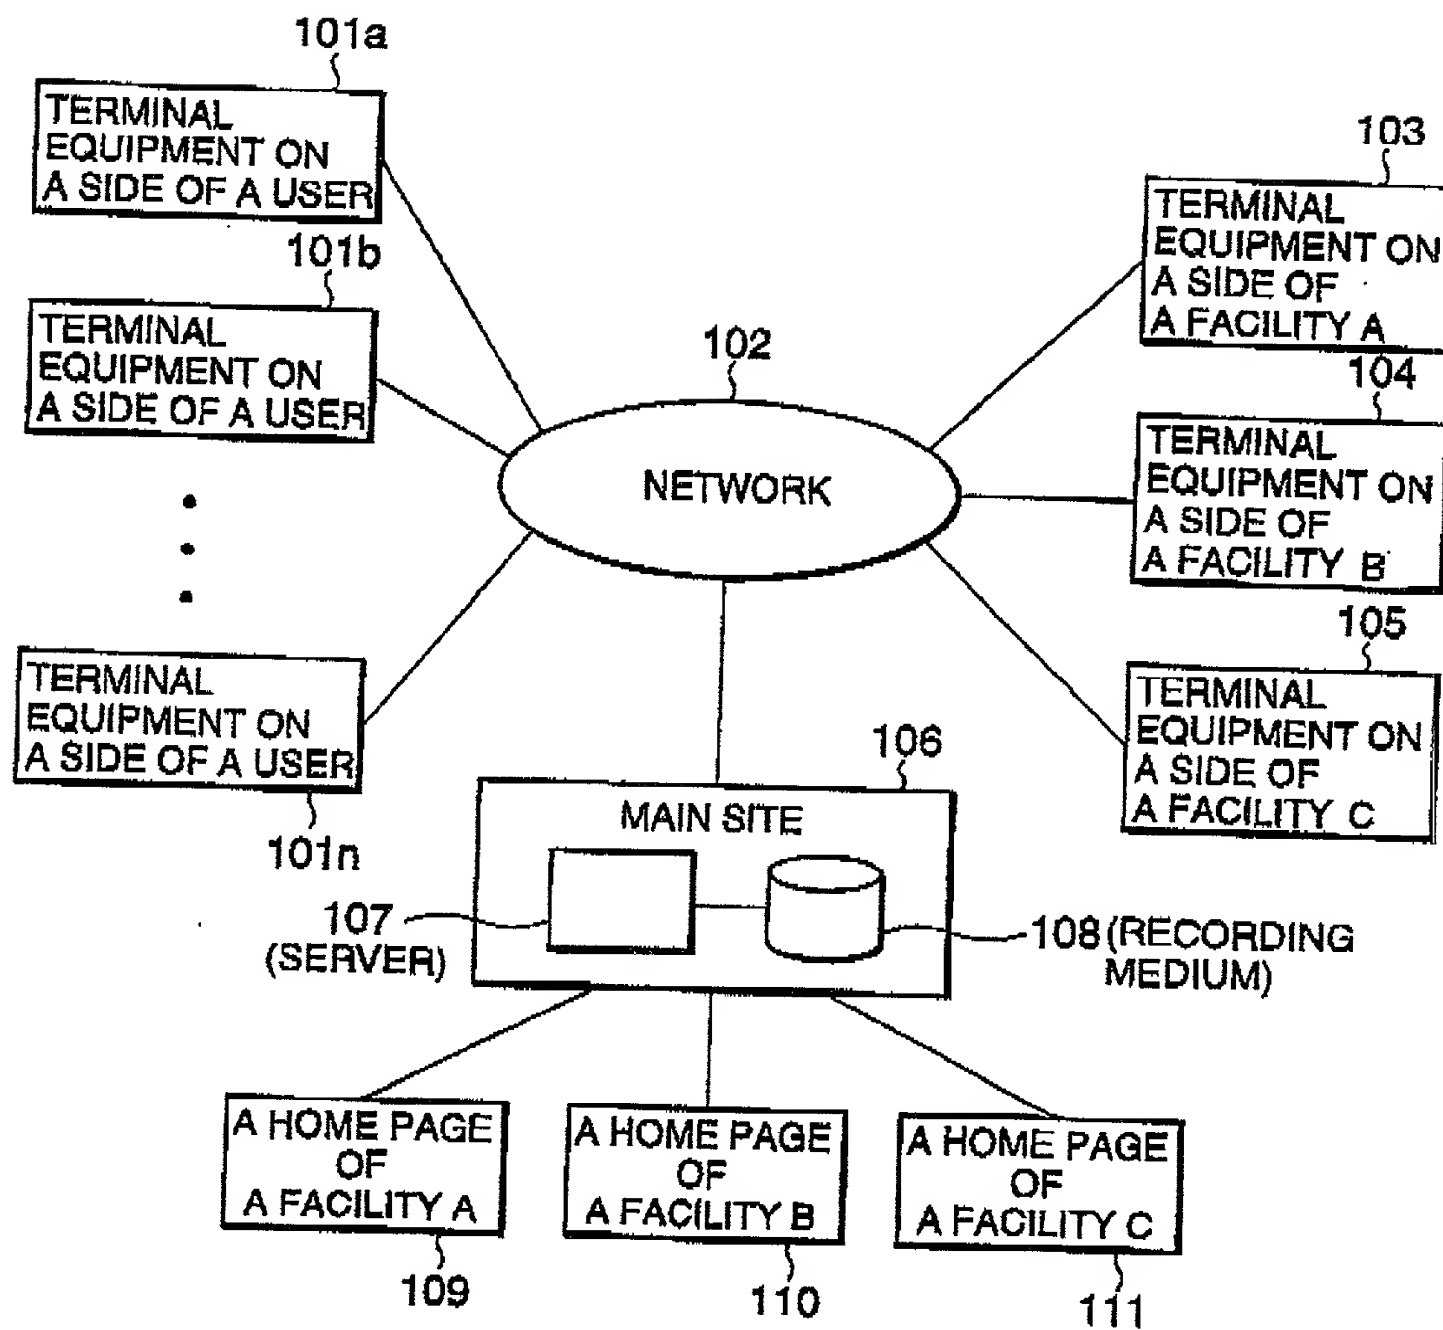 101a
TERMINAL
EQUIPMENT ON
A SIDE OF A USER
101b
TERMINAL
EQUIPMENT ON
A SIDE OF A USER
TERMINAL
EQUIPMENT ON
A SIDE OF A USER
101n
102
NETWORK
103
TERMINAL
EQUIPMENT ON
A SIDE OF
A FACILITY A
104
TERMINAL
EQUIPMENT ON
A SIDE OF
A FACILITY B
105
TERMINAL
EQUIPMENT ON
A SIDE OF
A FACILITY C
106
MAIN SITE
107
(SERVER)
108 (RECORDING
MEDIUM)
A HOME PAGE
OF
A FACILITY A
109
A HOME PAGE
OF
A FACILITY B
110
A HOME PAGE
OF
A FACILITY C
111